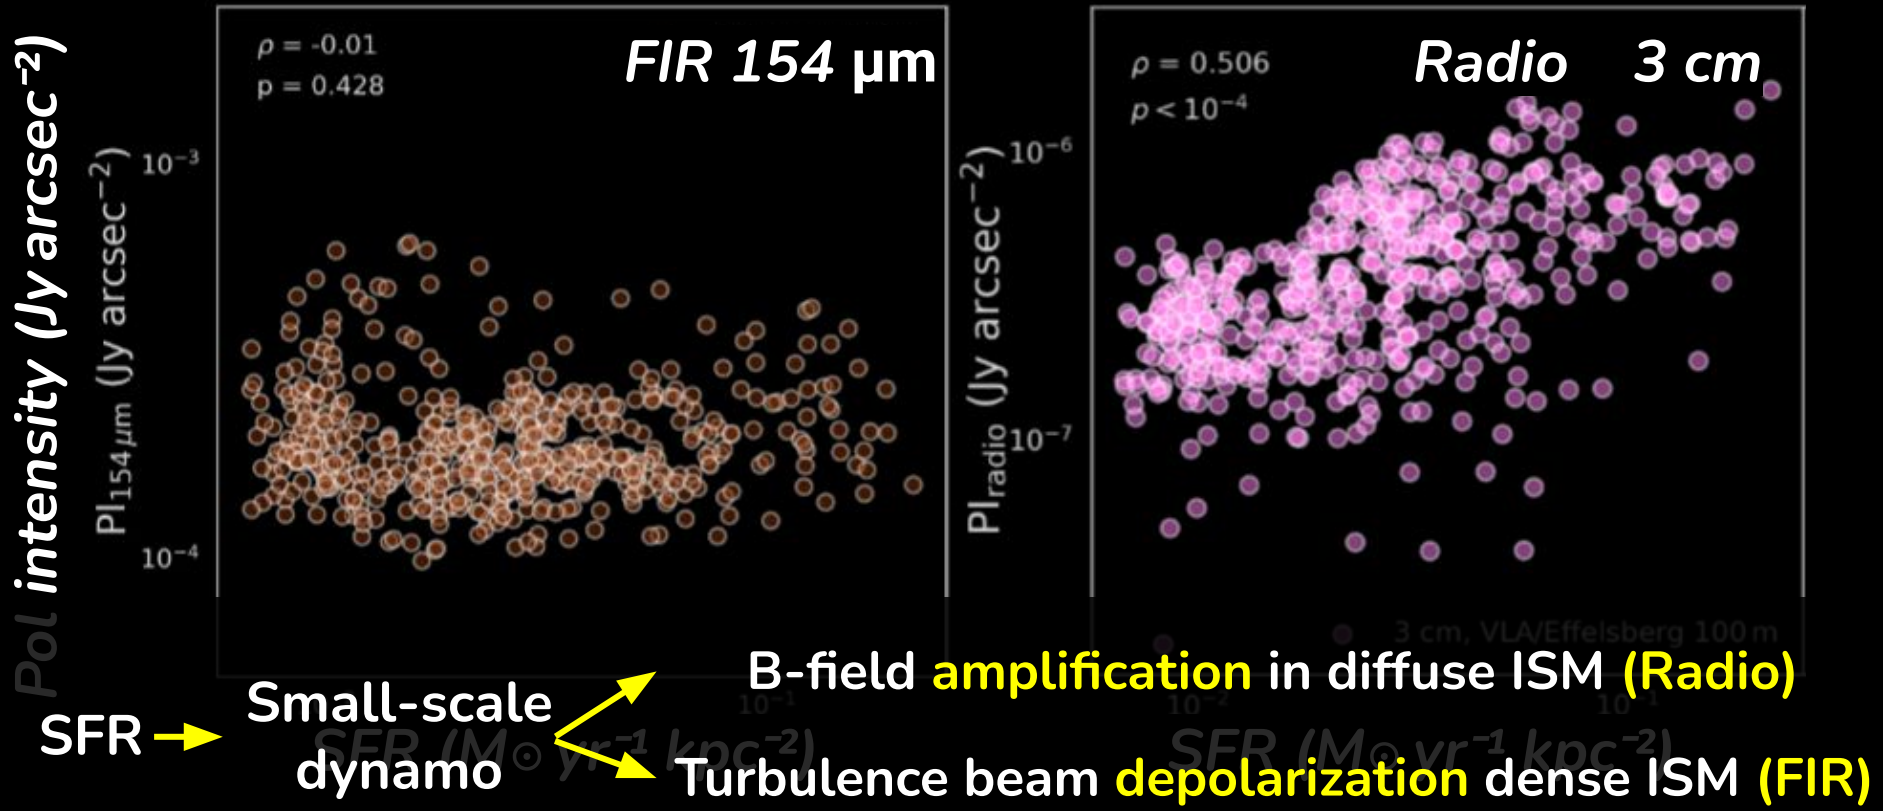 Pol intensity (Jy arcsec⁻²)
ρ = -0.01
p = 0.428
FIR 154 µm
PI₁₅₄ μm (Jy arcsec⁻²)
10⁻³
10⁻⁴
10⁻¹
SFR (M☉ yr⁻¹ kpc⁻²)
ρ = 0.506
p < 10⁻⁴
Radio 3 cm
PIradio (Jy arcsec⁻²)
10⁻⁶
10⁻⁷
3 cm, VLA/Effelsberg 100 m
10⁻² 10⁻¹
SFR (M☉ yr⁻¹ kpc⁻²)
SFR
Small-scale
dynamo
B-field amplification in diffuse ISM (Radio)
Turbulence beam depolarization dense ISM (FIR)